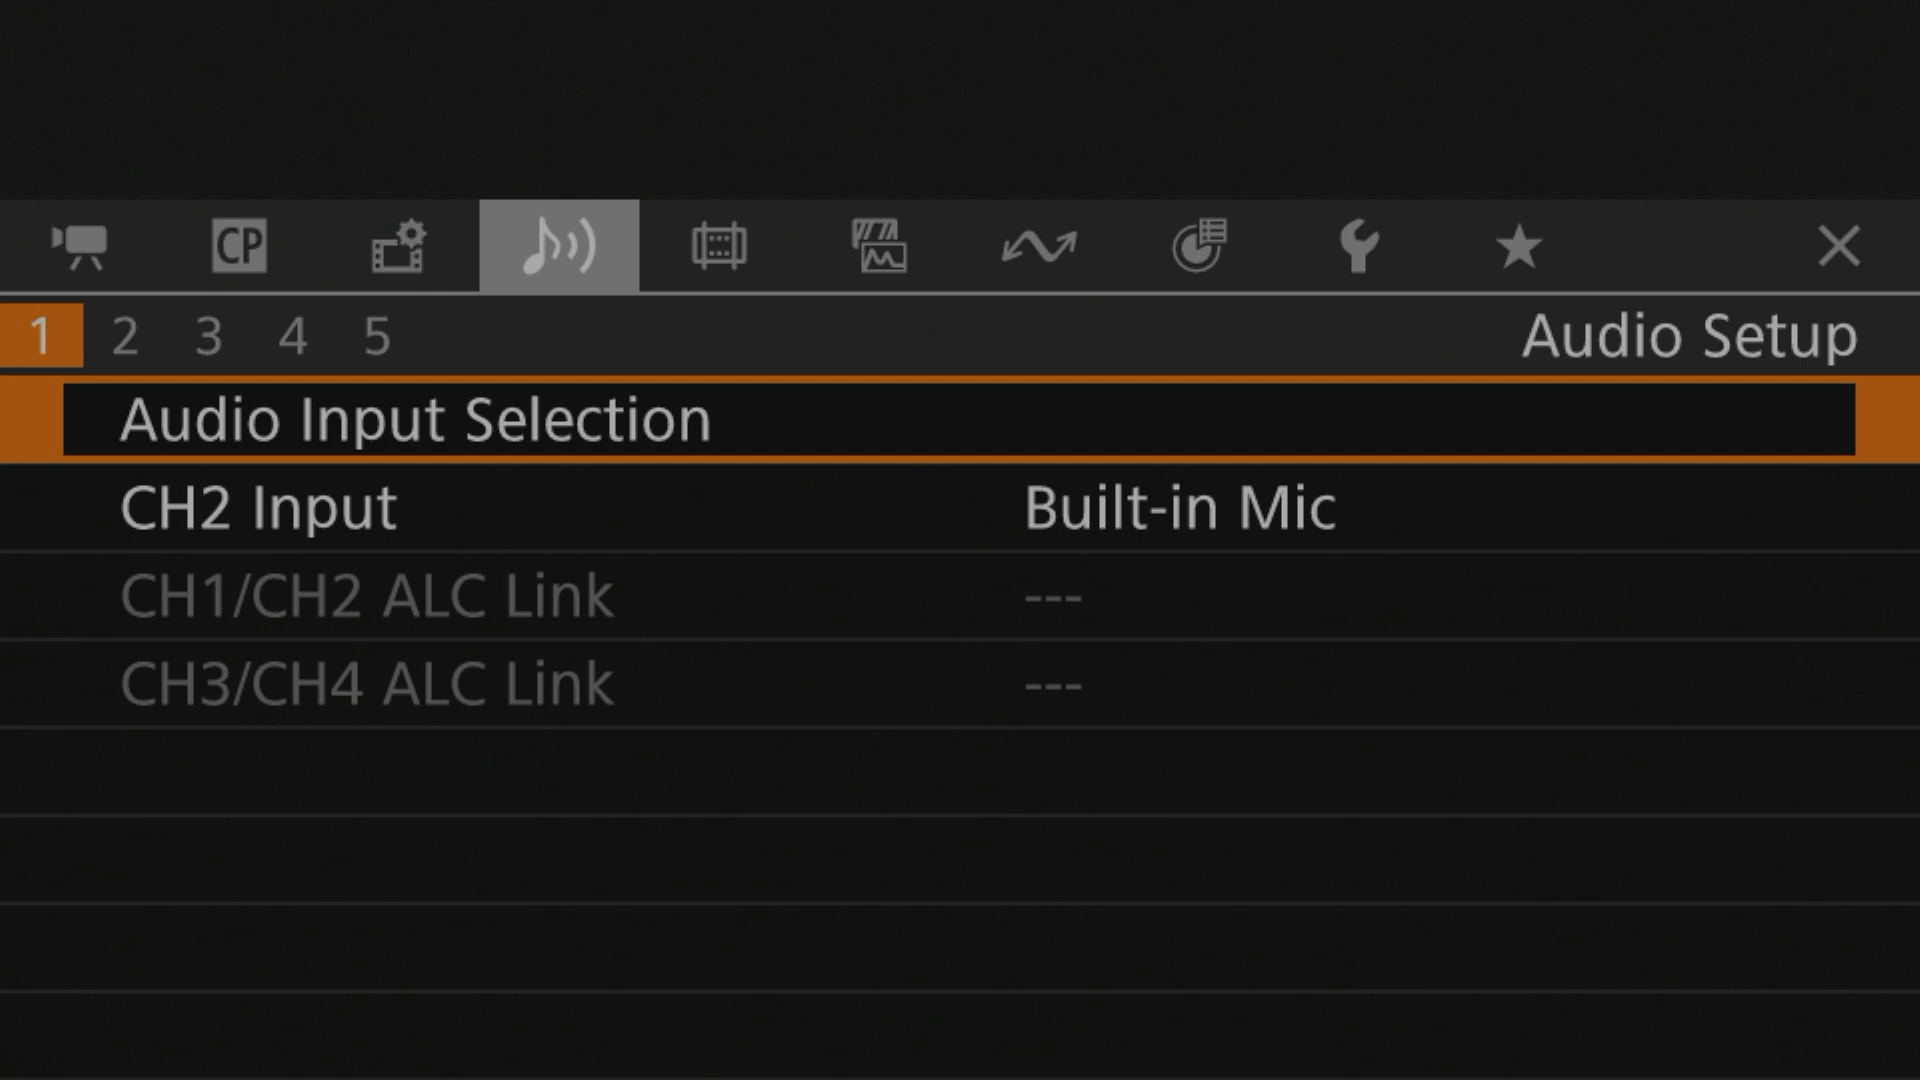 CP
1 2 3 4 5 Audio Setup
Audio Input Selection
CH2 Input Built-in Mic
CH1/CH2 ALC Link ---
CH3/CH4 ALC Link ---